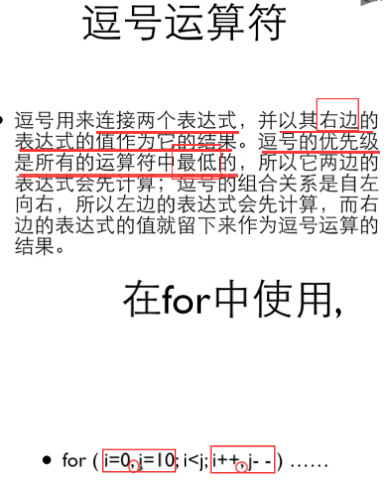 逗号运算符
逗号用来连接两个表达式，并以其右边的
表达式的值作为它的结果。逗号的优先级
是所有的运算符中最低的，所以它两边的
表达式会先计算；逗号的组合关系是自左
向右，所以左边的表达式会先计算，而右
边的表达式的值就留下来作为逗号运算的
结果。
在for中使用,
for ( i=0, j=10; i<j; i++, j- - ) ……